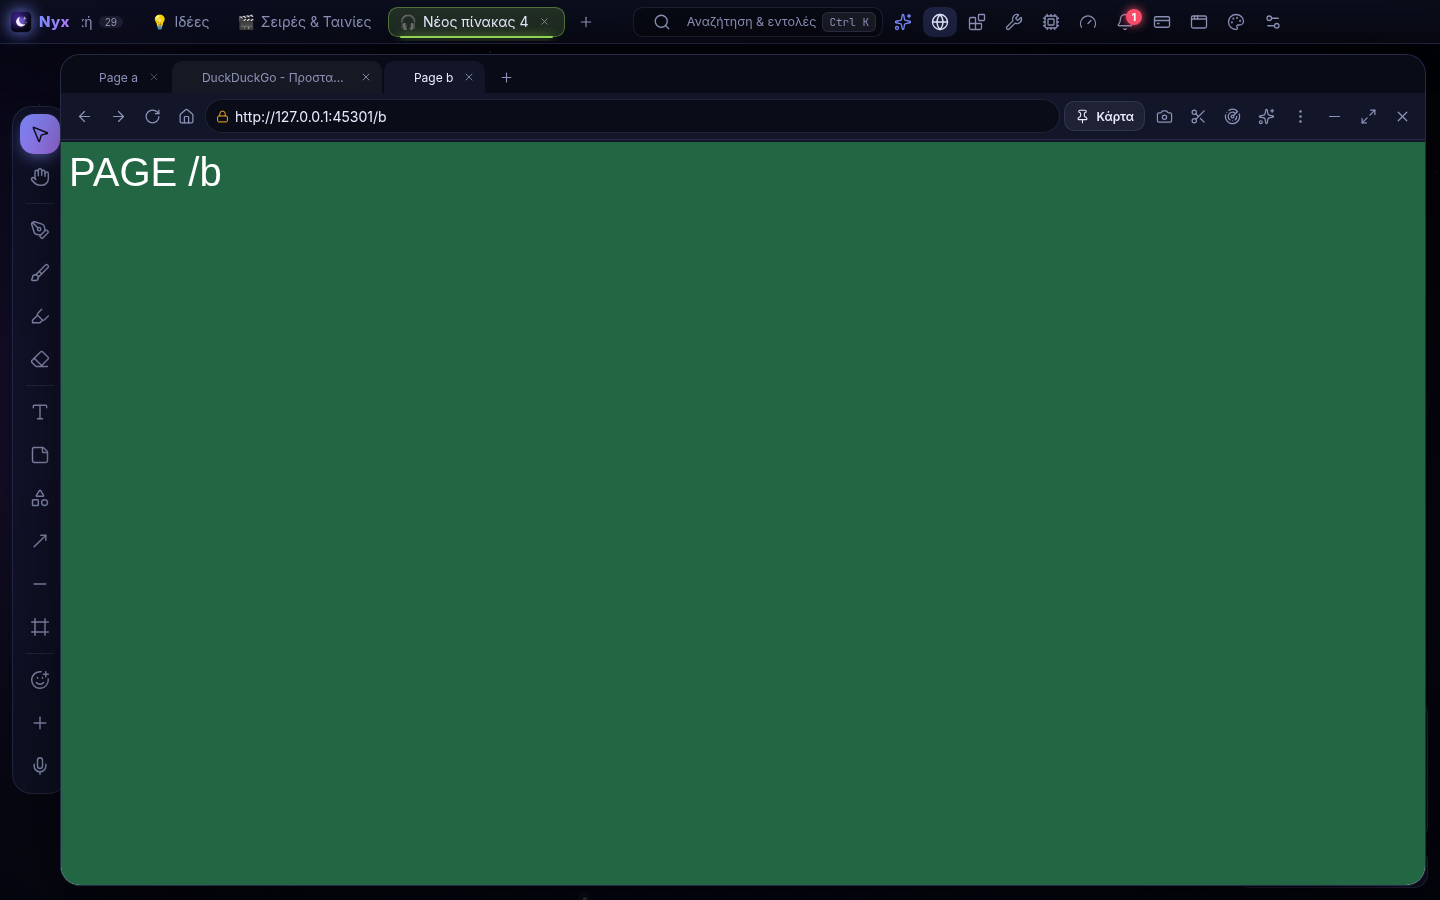 Nyx
ή 29
Ιδέες
Σειρές & Ταινίες
Νέος πίνακας 4
Αναζήτηση & εντολές
Ctrl K
1
Page a
DuckDuckGo - Προστα...
Page b
http://127.0.0.1:45301/b
Κάρτα
PAGE /b